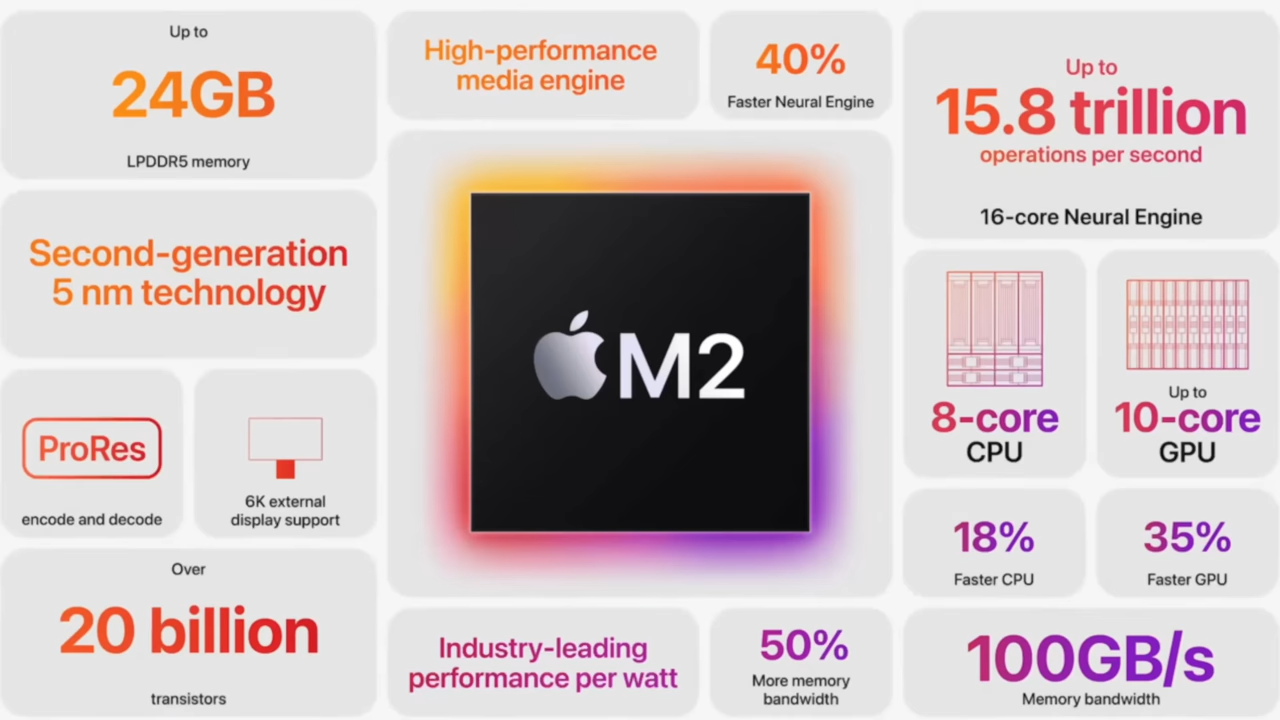 Up to
24GB
LPDDR5 memory
Second-generation
5 nm technology
ProRes
encode and decode
6K external
display support
Over
20 billion
transistors
High-performance
media engine
40%
Faster Neural Engine
M2
Industry-leading
performance per watt
50%
More memory
bandwidth
Up to
15.8 trillion
operations per second
16-core Neural Engine
8-core
CPU
Up to
10-core
GPU
18%
Faster CPU
35%
Faster GPU
100GB/s
Memory bandwidth